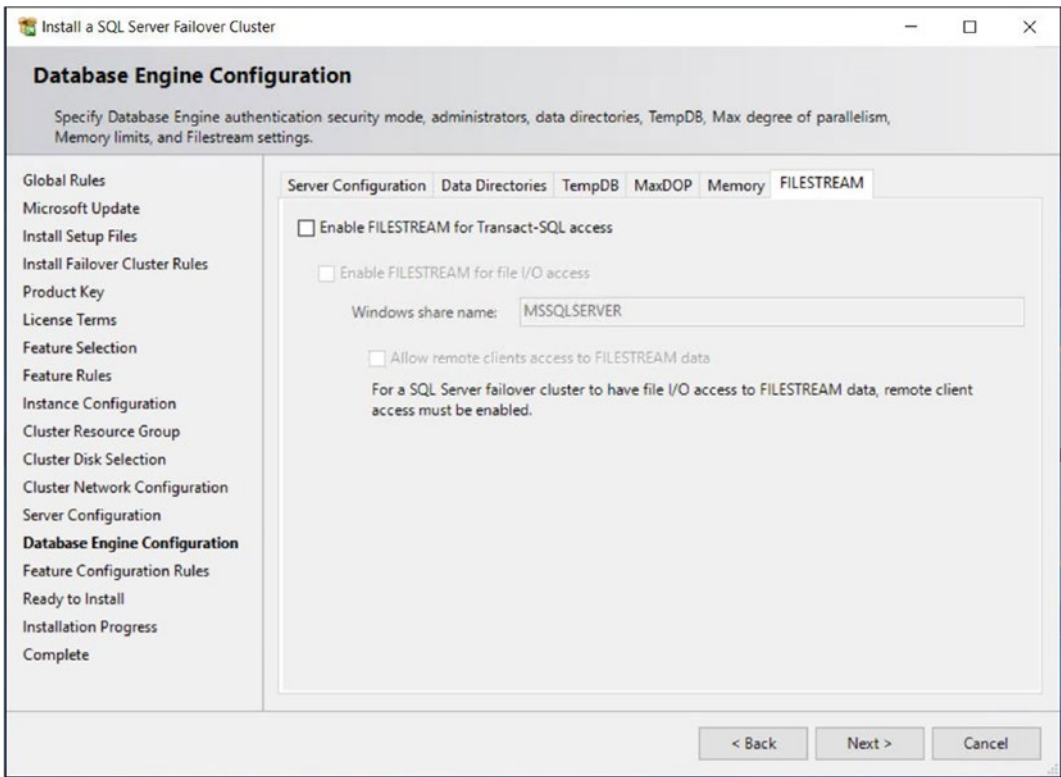 Install a SQL Server Failover Cluster
Database Engine Configuration
Specify Database Engine authentication security mode, administrators, data directories, TempDB, Max degree of parallelism,
Memory limits, and Filestream settings.
Global Rules
Microsoft Update
Install Setup Files
Install Failover Cluster Rules
Product Key
License Terms
Feature Selection
Feature Rules
Instance Configuration
Cluster Resource Group
Cluster Disk Selection
Cluster Network Configuration
Server Configuration
Database Engine Configuration
Feature Configuration Rules
Ready to Install
Installation Progress
Complete
Server Configuration Data Directories TempDB MaxDOP Memory FILESTREAM
Enable FILESTREAM for Transact-SQL access
Enable FILESTREAM for file I/O access
Windows share name: MSSQLSERVER
Allow remote clients access to FILESTREAM data
For a SQL Server failover cluster to have file I/O access to FILESTREAM data, remote client
access must be enabled.
< Back Next > Cancel